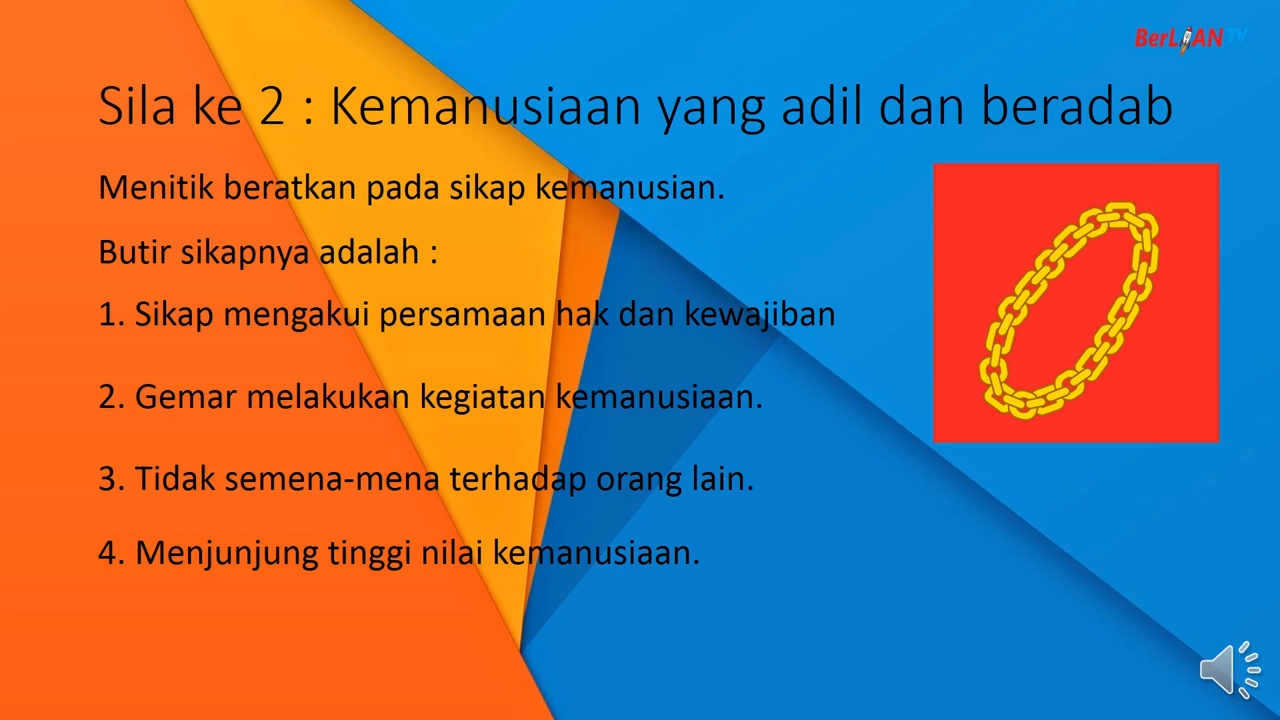 BerLIAN TV
Sila ke 2 : Kemanusiaan yang adil dan beradab
Menitik beratkan pada sikap kemanusian.
Butir sikapnya adalah :
1. Sikap mengakui persamaan hak dan kewajiban
2. Gemar melakukan kegiatan kemanusiaan.
3. Tidak semena-mena terhadap orang lain.
4. Menjunjung tinggi nilai kemanusiaan.